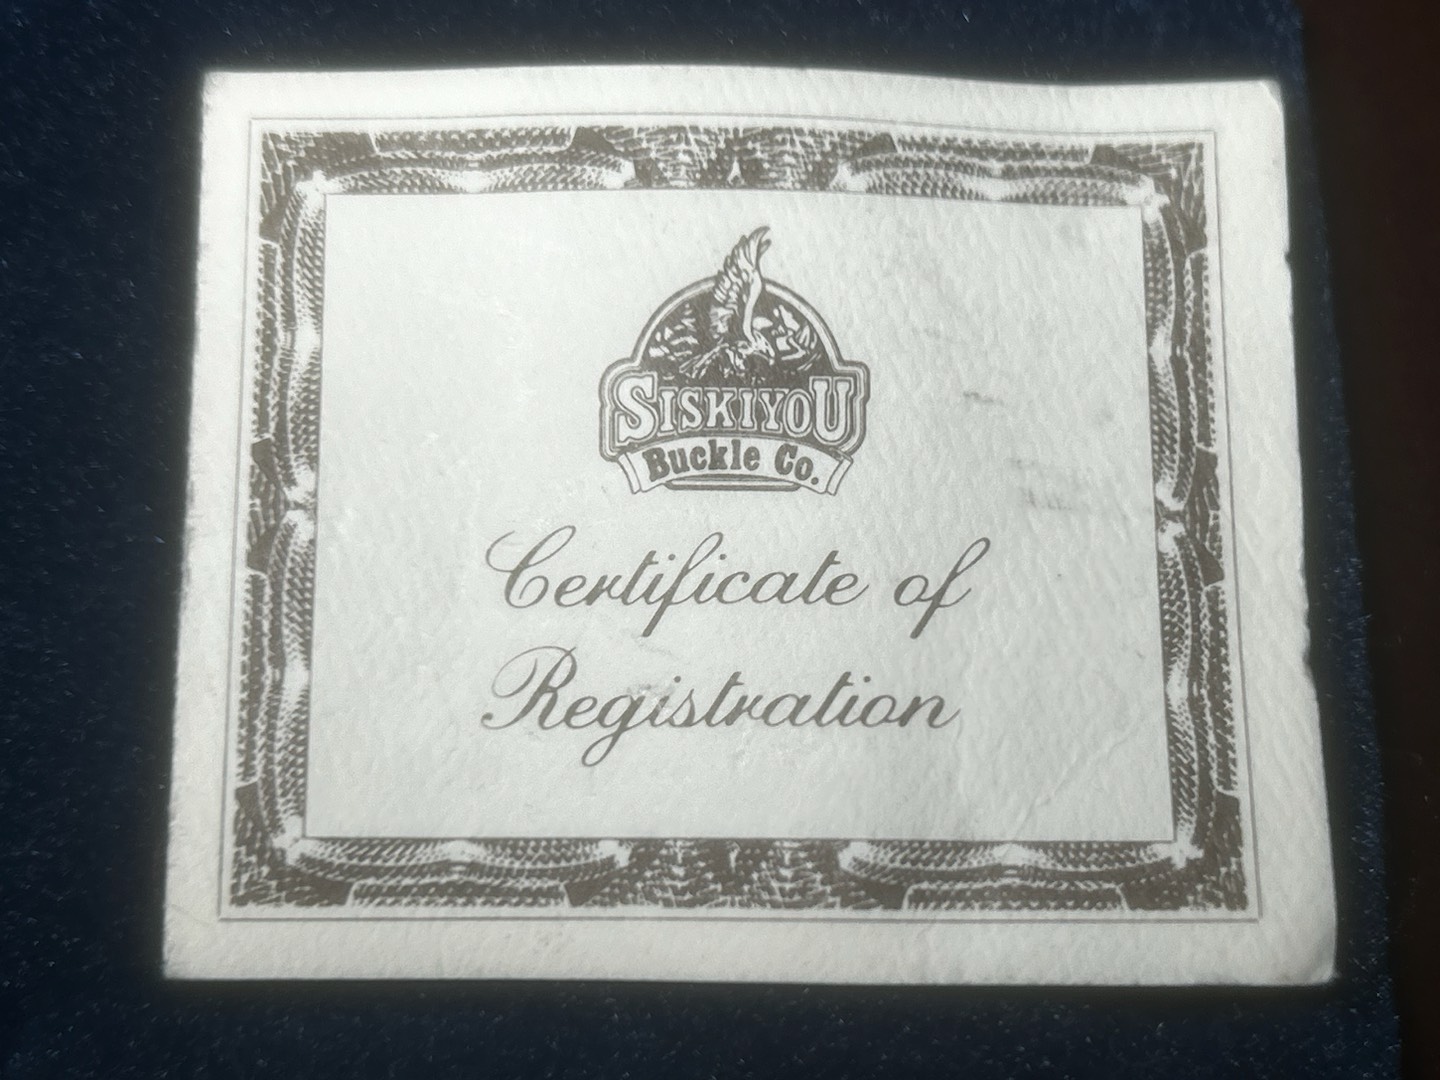 SISKIYOU
Buckle Co.
Certificate of
Registration